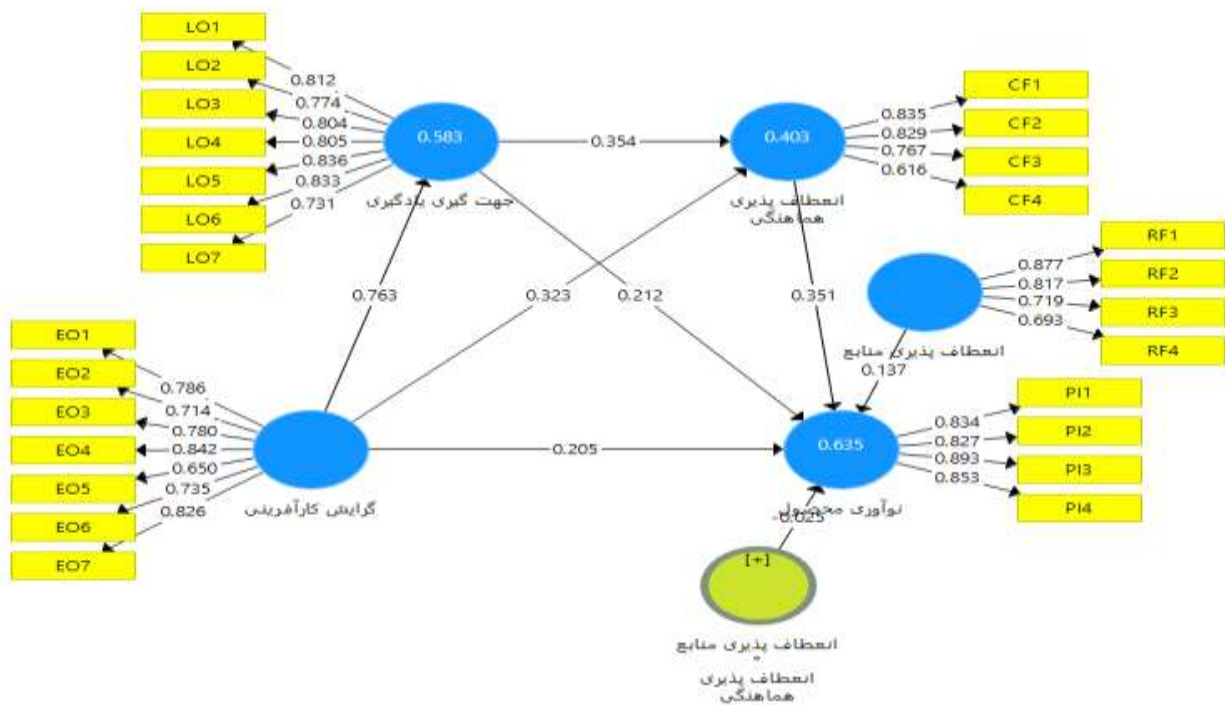 LO1
LO2
LO3
LO4
LO5
LO6
LO7
0.812
0.774
0.804
0.805
0.836
0.833
0.731
0.583
جهت گیری یادگیری
0.354
0.403
انعطاف پذیری
هماهنگی
0.835
0.829
0.767
0.616
CF1
CF2
CF3
CF4
0.763
0.323
0.212
0.351
انعطاف پذیری منابع
0.877
0.817
0.719
0.693
RF1
RF2
RF3
RF4
0.137
EO1
EO2
EO3
EO4
EO5
EO6
EO7
0.786
0.714
0.780
0.842
0.650
0.735
0.826
گرایش کارآفرینی
0.205
0.635
نوآوری محصول
0.834
0.827
0.893
0.853
PI1
PI2
PI3
PI4
-0.025
[+]
انعطاف پذیری منابع
*
انعطاف پذیری
هماهنگی